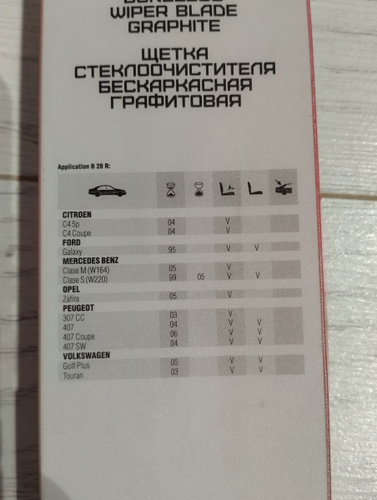 WIPER BLADE
GRAPHITE
ЩЕТКА
СТЕКЛООЧИСТИТЕЛЯ
БЕСКАРКАСНАЯ
ГРАФИТОВАЯ
Application B 28 R:
CITROEN
C4 5p 04 V
C4 Coupe 04 V
FORD
Galaxy 95 V V
MERCEDES BENZ
Clase M (W164) 05 V
Clase S (W220) 99 05 V V
OPEL
Zafira 05 V
PEUGEOT
307 CC 03 V
407 04 V V
407 Coupe 06 V V
407 SW 04 V V
VOLKSWAGEN
Golf Plus 05 V V
Touran 03 V V